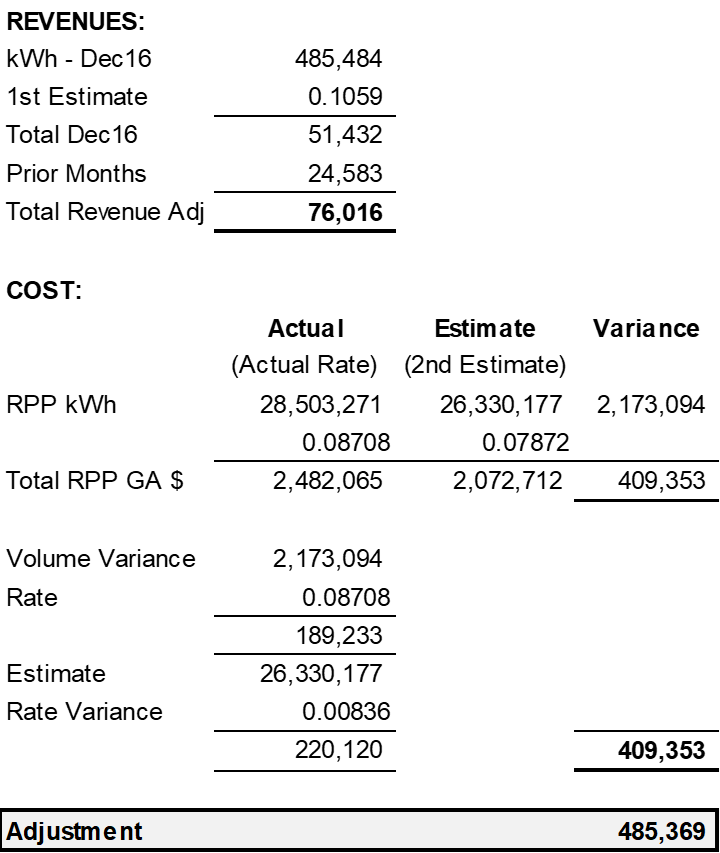 REVENUES:
kWh - Dec16 485,484
1st Estimate 0.1059
Total Dec16 51,432
Prior Months 24,583
Total Revenue Adj 76,016
COST:
Actual Estimate Variance
(Actual Rate) (2nd Estimate)
RPP kWh 28,503,271 26,330,177 2,173,094
0.08708 0.07872
Total RPP GA $ 2,482,065 2,072,712 409,353
Volume Variance 2,173,094
Rate 0.08708
189,233
Estimate 26,330,177
Rate Variance 0.00836
220,120 409,353
Adjustment 485,369